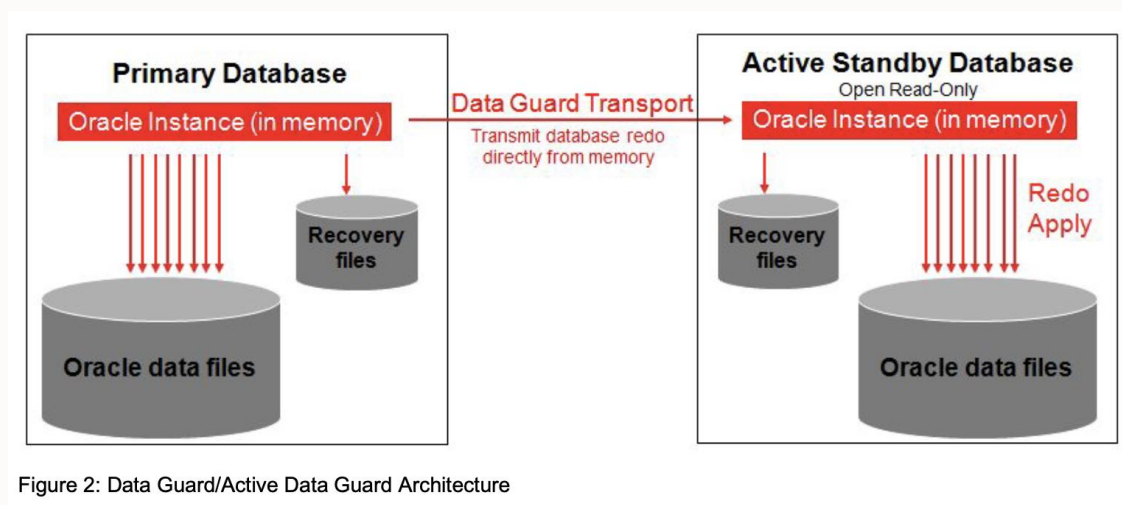 Primary Database
Oracle Instance (in memory)
Recovery
files
Oracle data files
Data Guard Transport
Transmit database redo
directly from memory
Active Standby Database
Open Read-Only
Oracle Instance (in memory)
Redo
Apply
Recovery
files
Oracle data files
Figure 2: Data Guard/Active Data Guard Architecture